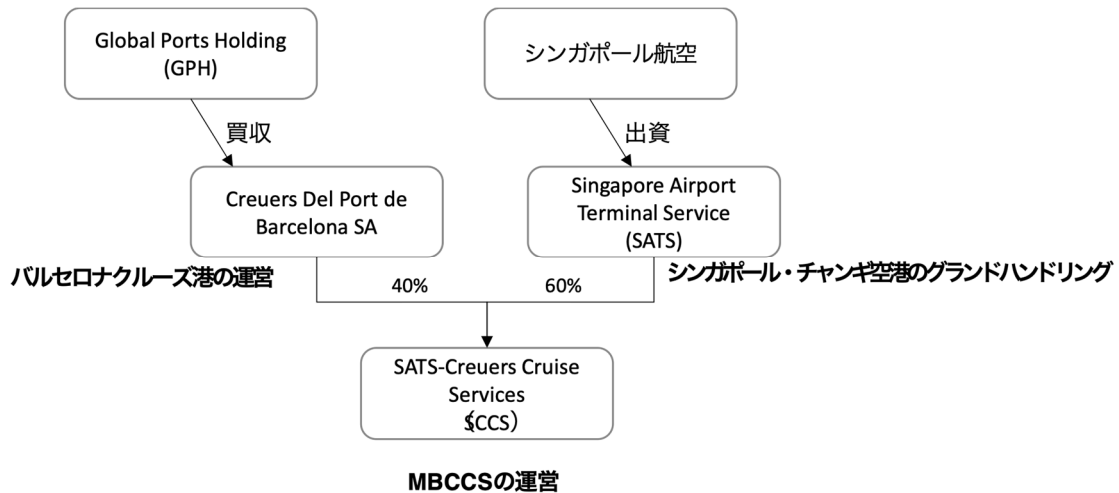 Global Ports Holding
(GPH)
シンガポール航空
買収
出資
Creuers Del Port de
Barcelona SA
Singapore Airport
Terminal Service
(SATS)
バルセロナクルーズ港の運営
シンガポール・チャンギ空港のグランドハンドリング
40%
60%
SATS-Creuers Cruise
Services
（SCCS）
MBCCSの運営